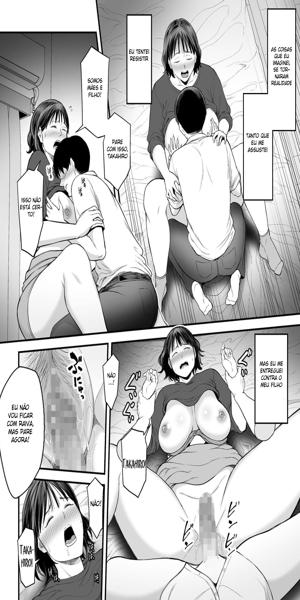 AS COISAS
QUE EU
IMAGINEI,
SE TOR-
NARAM
REALIDADE
TANTO QUE
EU ME
ASSUSTEI
EU TENTEI
RESISTIR
SOMOS
MÃES E
FILHO!
PARE
COM ISSO,
TAKAHIRO
ISSO NÃO
ESTÁ CER-
TO!
MAS EU ME
ENTREGUEI
CONTRA O
MEU FILHO
TAKAHIRO!
NÃO
...!
EU NÃO
VOU FICAR
COM RAIVA,
MAS PARE
AGORA!
TAKA-
HIRO!